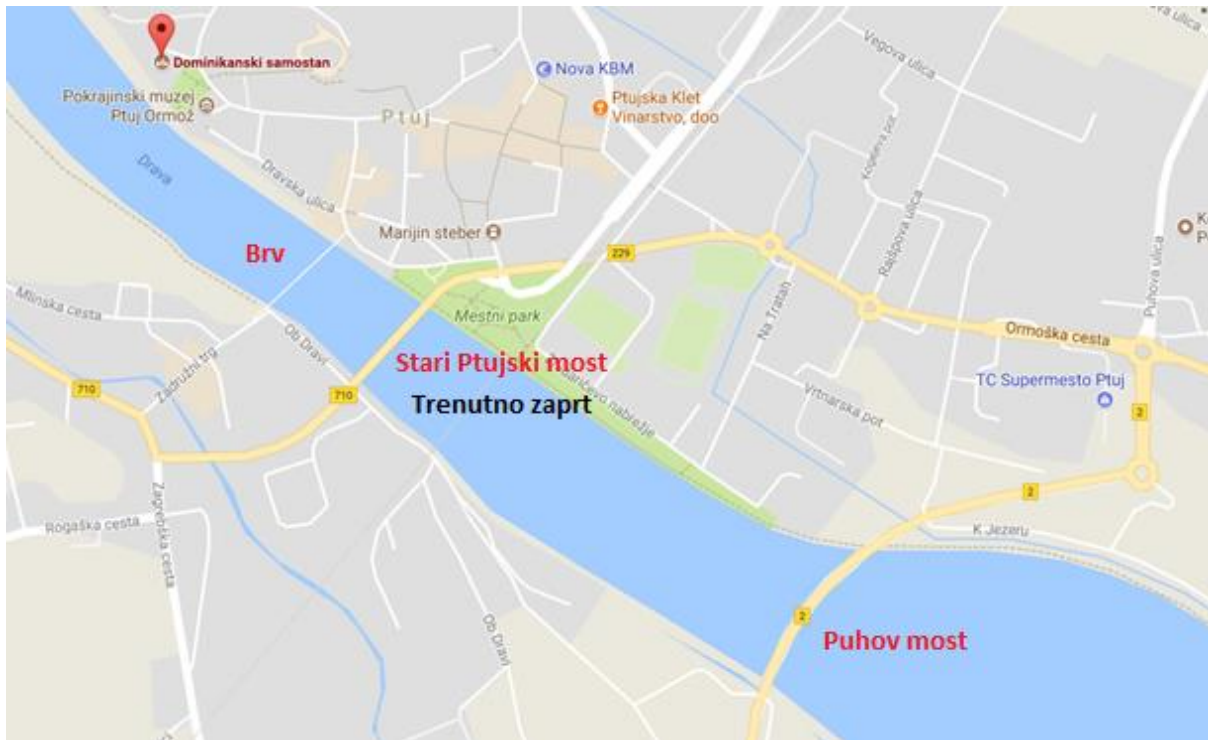 Dominikanski samostan
Pokrajinski muzej
Ptuj Ormož
Nova KBM
Ptujska Klet
Vinarstvo, doo
Ptuj
Vegova ulica
Rajšpova ulica
Puhova ulica
Drava
Dravska ulica
Marijin steber
229
Brv
Mestni park
Mlinska cesta
Ob Dravi
Zadružni trg
Na Tratah
Ormoška cesta
Stari Ptujski most
Trenutno zaprt
TC Supermesto Ptuj
Vrtnarska pot
710
710
2
nabrežje
2
Zagrebška cesta
Rogaška cesta
K Jezeru
2
Ob Dravi
Puhov most